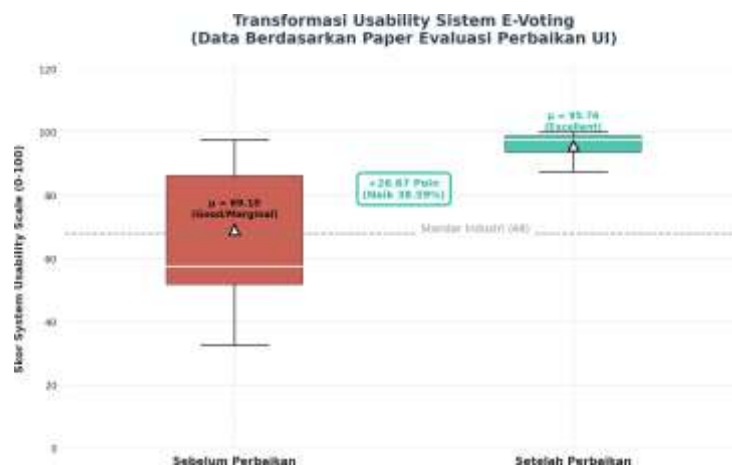 Transformasi Usability Sistem E-Voting
(Data Berdasarkan Paper Evaluasi Perbaikan UI)
Skor System Usability Scale (0-100)
120
100
80
60
40
20
0
μ = 69.10
(Good/Marginal)
+26.67 Poin
(Naik 38.59%)
μ = 95.76
(Excellent)
Standar Industri (68)
Sebelum Perbaikan
Setelah Perbaikan